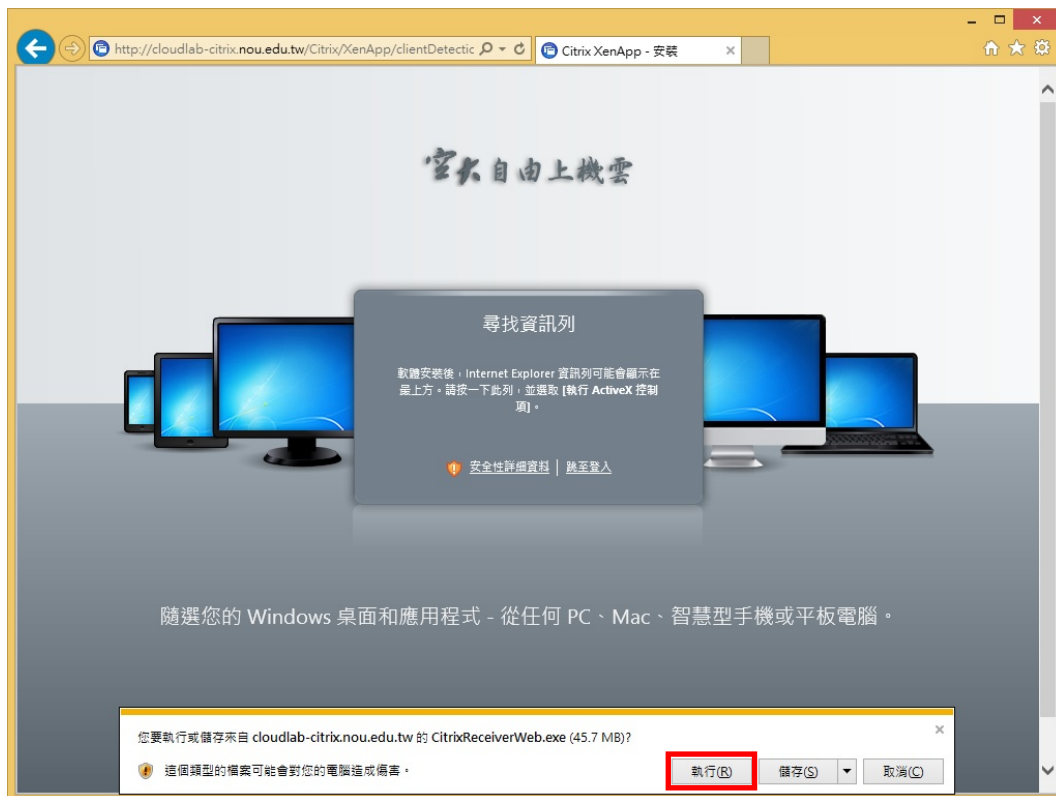 http://cloudlab-citrix.nou.edu.tw/Citrix/XenApp/clientDetectic
Citrix XenApp - 安裝
空大自由上機雲
尋找資訊列
軟體安裝後，Internet Explorer 資訊列可能會顯示在
最上方。請按一下此列，並選取 [執行 ActiveX 控制
項]。
安全性詳細資料 | 跳至登入
隨選您的 Windows 桌面和應用程式 - 從任何 PC、Mac、智慧型手機或平板電腦。
您要執行或儲存來自 cloudlab-citrix.nou.edu.tw 的 CitrixReceiverWeb.exe (45.7 MB)?
這個類型的檔案可能會對您的電腦造成傷害。
執行(R) 儲存(S) 取消(C)